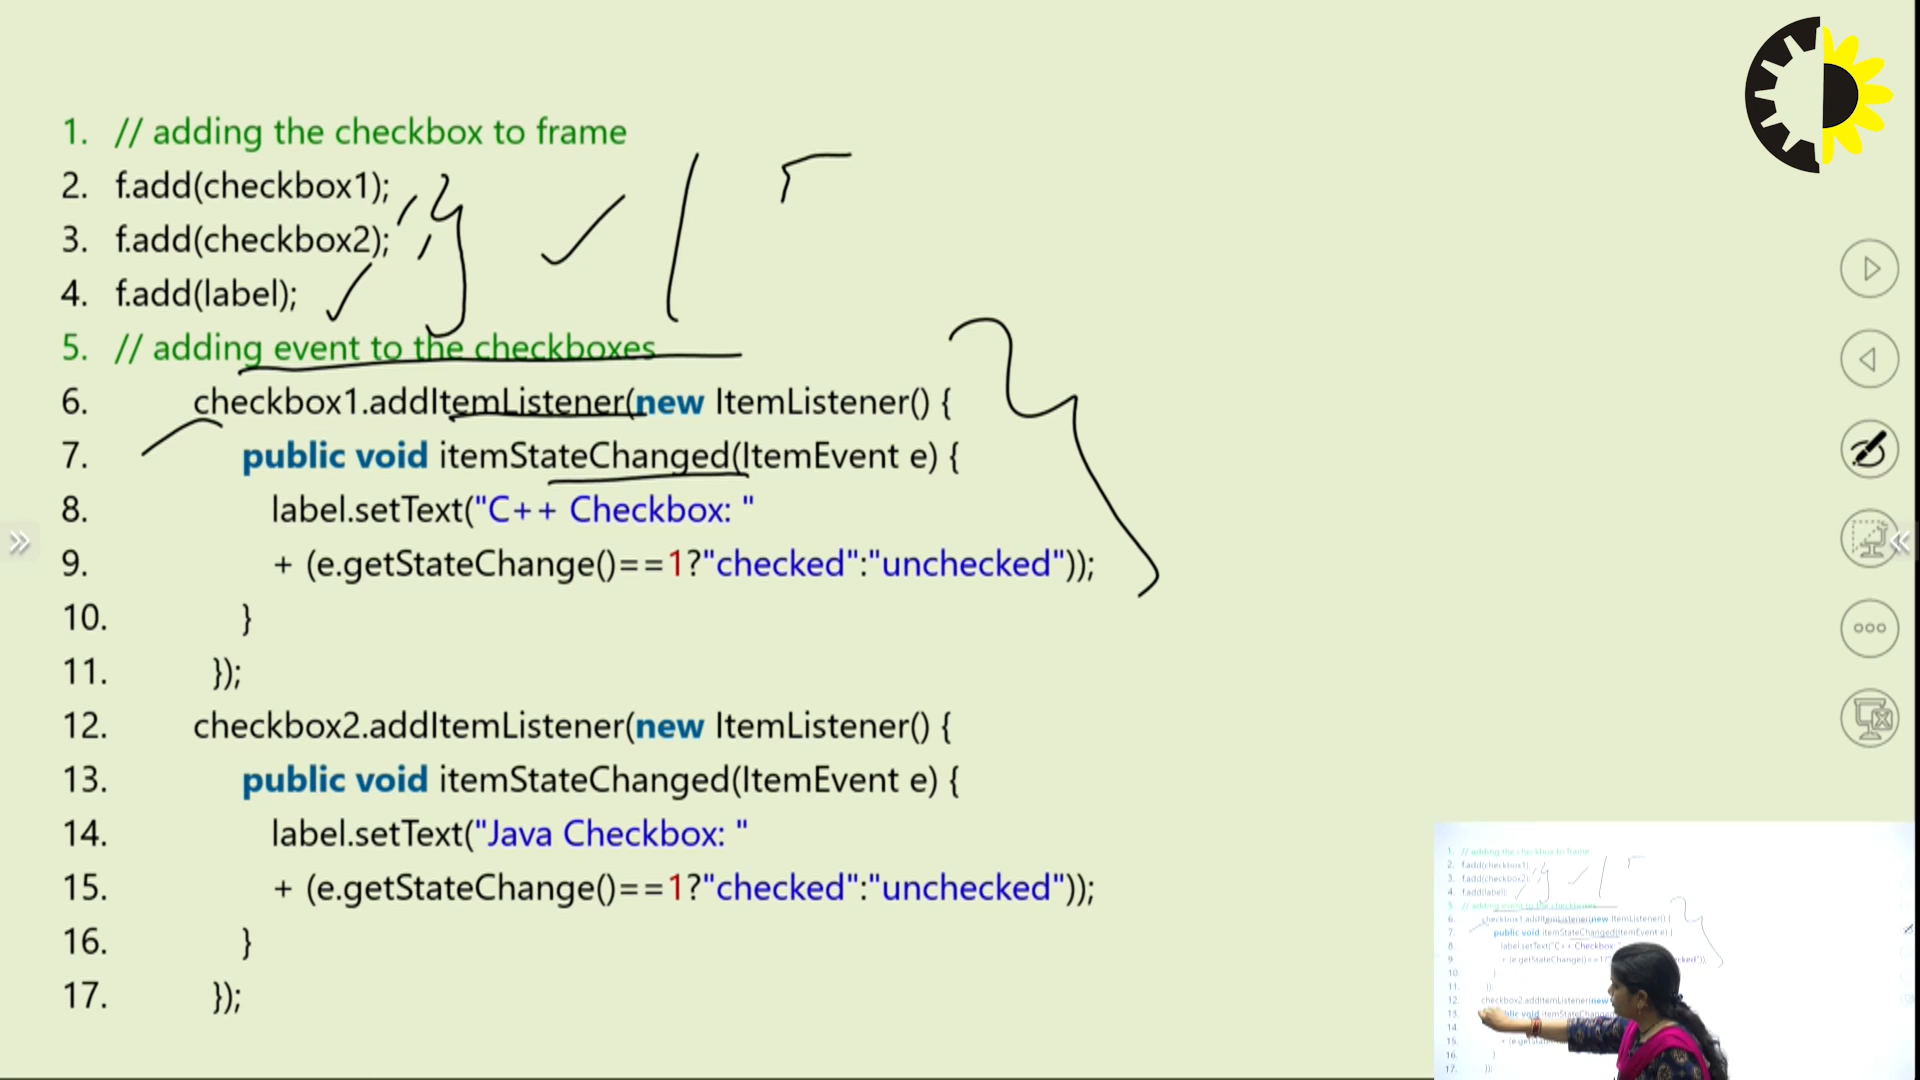 1. // adding the checkbox to frame
2. f.add(checkbox1);
3. f.add(checkbox2);
4. f.add(label);
5. // adding event to the checkboxes
6. checkbox1.addItemListener(new ItemListener() {
7. public void itemStateChanged(ItemEvent e) {
8. label.setText("C++ Checkbox: "
9. + (e.getStateChange()==1?"checked":"unchecked"));
10. }
11. });
12. checkbox2.addItemListener(new ItemListener() {
13. public void itemStateChanged(ItemEvent e) {
14. label.setText("Java Checkbox: "
15. + (e.getStateChange()==1?"checked":"unchecked"));
16. }
17. });